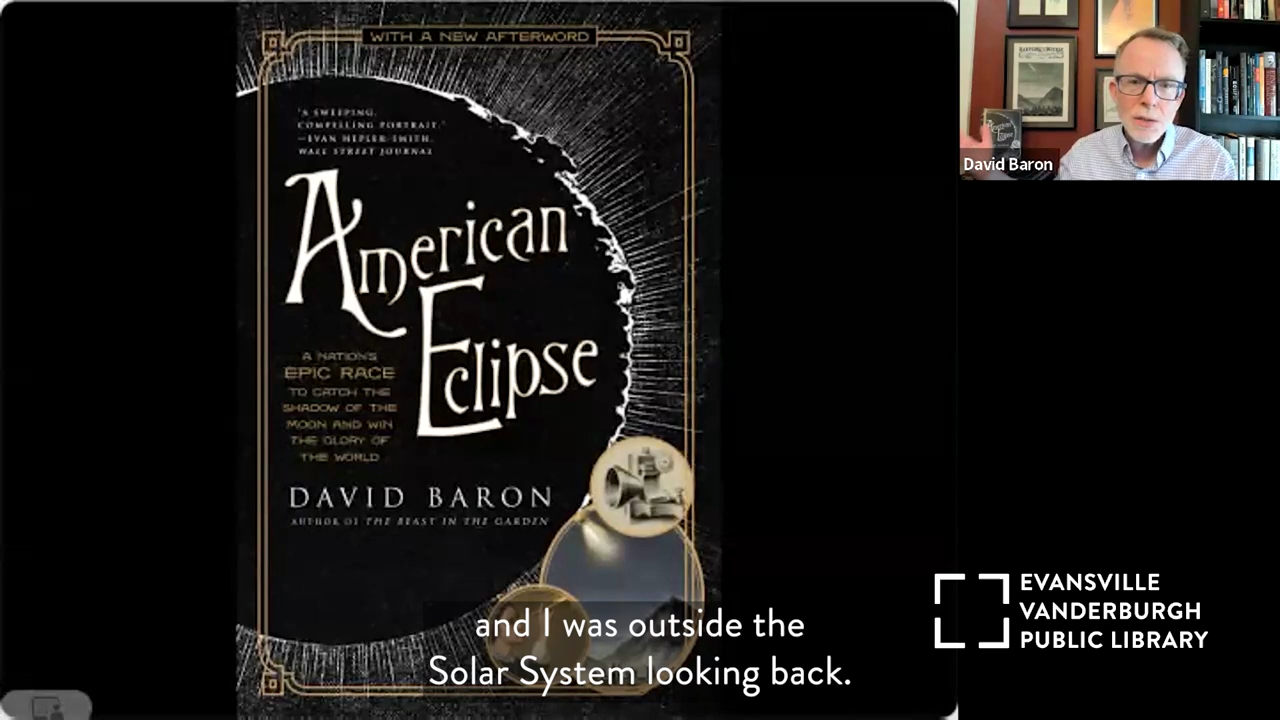 WITH A NEW AFTERWORD
"A SWEEPING,
COMPELLING PORTRAIT."
—EVAN HEPLER-SMITH,
WALL STREET JOURNAL
American
Eclipse
A NATION'S
EPIC RACE
TO CATCH THE
SHADOW OF THE
MOON AND WIN
THE GLORY OF
THE WORLD
DAVID BARON
AUTHOR OF THE BEAST IN THE GARDEN
and I was outside the
Solar System looking back.
American
Eclipse
David Baron
EVANSVILLE
VANDERBURGH
PUBLIC LIBRARY